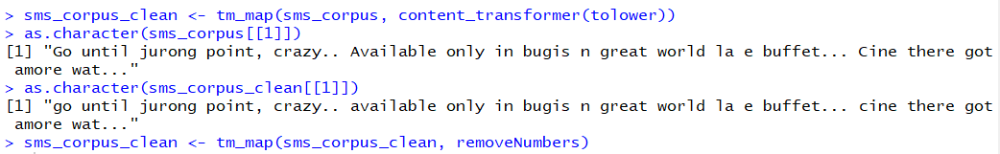 > sms_corpus_clean <- tm_map(sms_corpus, content_transformer(tolower))
> as.character(sms_corpus[[1]])
[1] "Go until jurong point, crazy.. Available only in bugis n great world la e buffet... Cine there got
 amore wat..."
> as.character(sms_corpus_clean[[1]])
[1] "go until jurong point, crazy.. available only in bugis n great world la e buffet... cine there got
 amore wat..."
> sms_corpus_clean <- tm_map(sms_corpus_clean, removeNumbers)